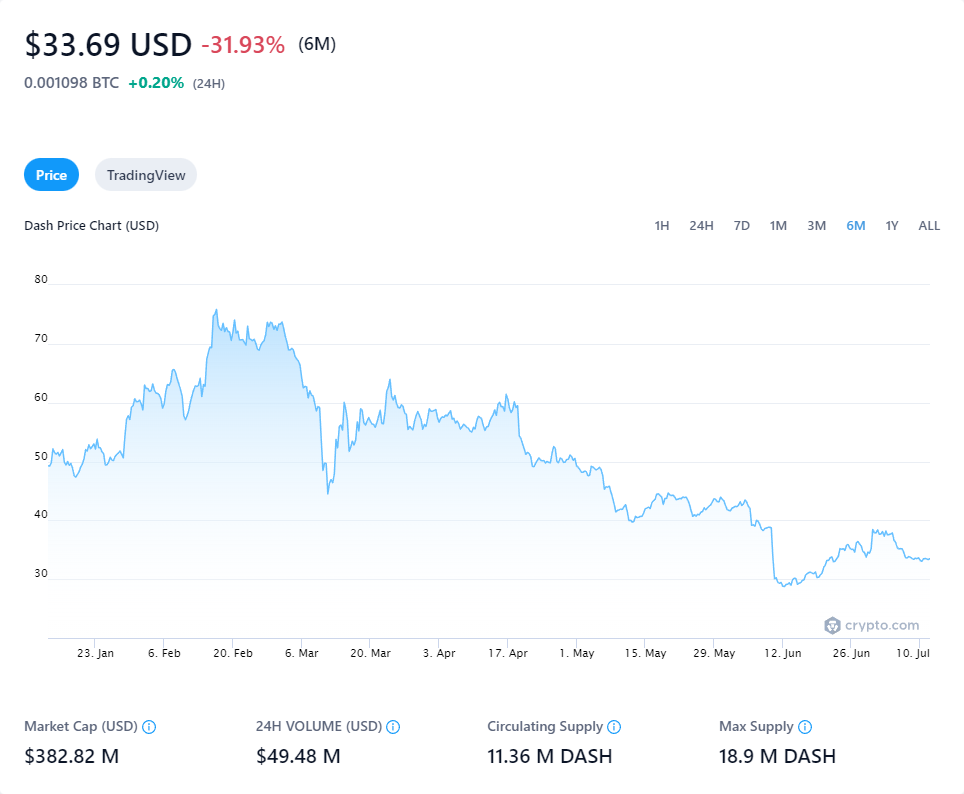 $33.69 USD -31.93% (6M)
0.001098 BTC +0.20% (24H)
Price TradingView
Dash Price Chart (USD) 1H 24H 7D 1M 3M 6M 1Y ALL
80
70
60
50
40
30
crypto.com
23. Jan 6. Feb 20. Feb 6. Mar 20. Mar 3. Apr 17. Apr 1. May 15. May 29. May 12. Jun 26. Jun 10. Jul
Market Cap (USD) 24H VOLUME (USD) Circulating Supply Max Supply
$382.82 M $49.48 M 11.36 M DASH 18.9 M DASH